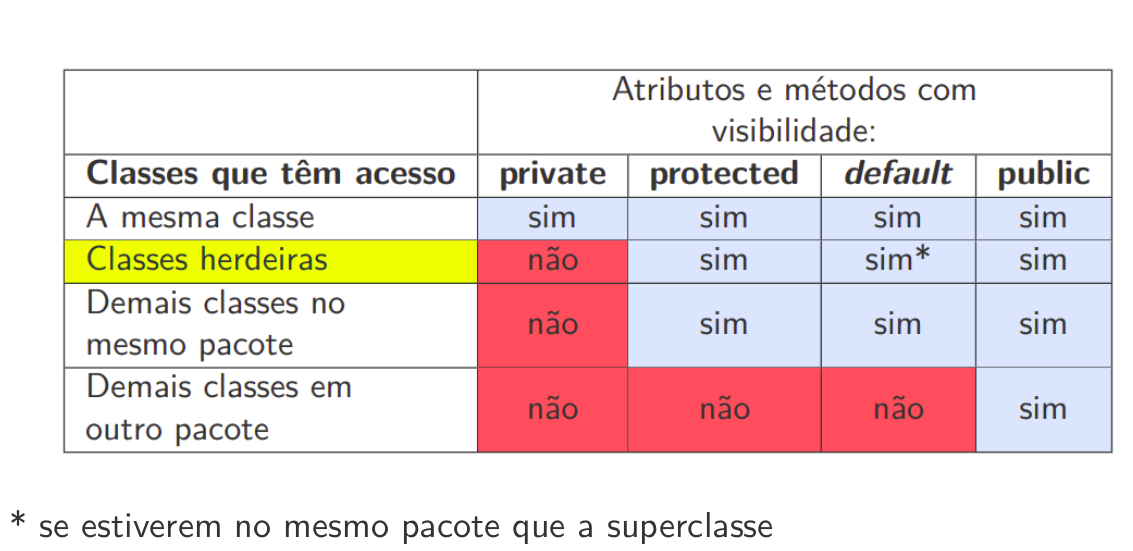 Atributos e métodos com
visibilidade:
Classes que têm acesso private protected default public
A mesma classe sim sim sim sim
Classes herdeiras não sim sim* sim
Demais classes no
mesmo pacote não sim sim sim
Demais classes em
outro pacote não não não sim
* se estiverem no mesmo pacote que a superclasse